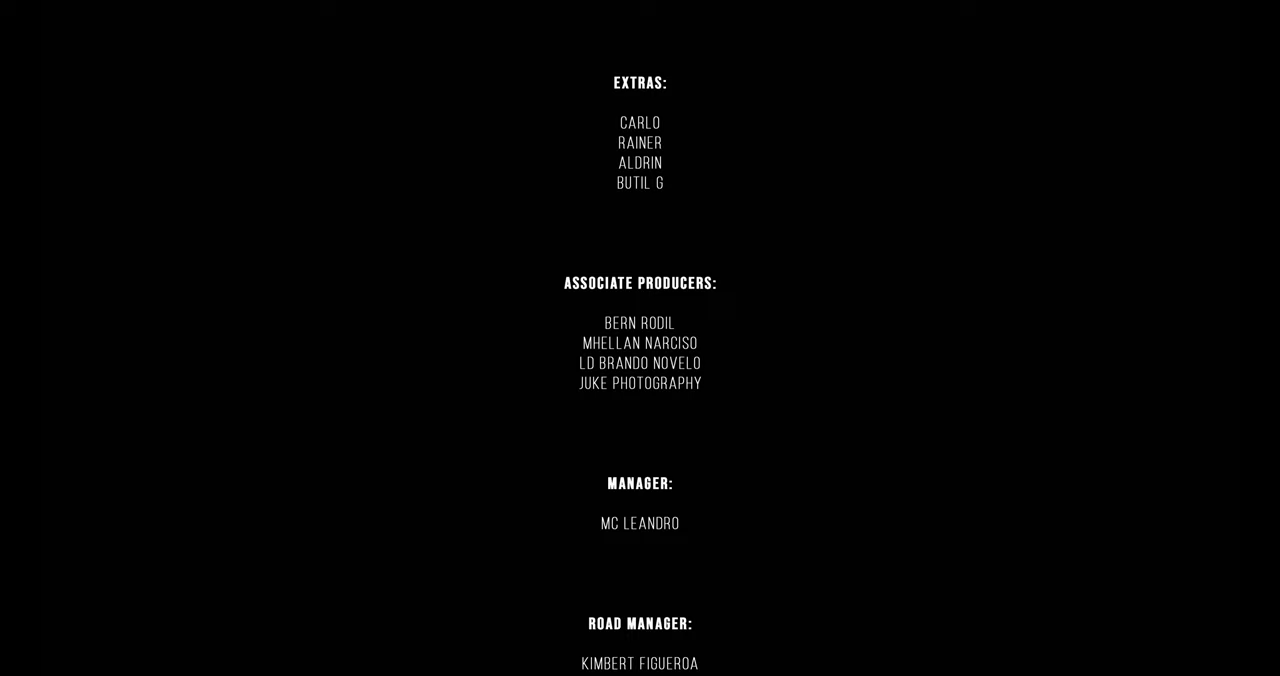 EXTRAS:
CARLO
RAINER
ALDRIN
BUTIL G
ASSOCIATE PRODUCERS:
BERN RODIL
MHELLAN NARCISO
LD BRANDO NOVELO
JUKE PHOTOGRAPHY
MANAGER:
MC LEANDRO
ROAD MANAGER:
KIMBERT FIGUEROA